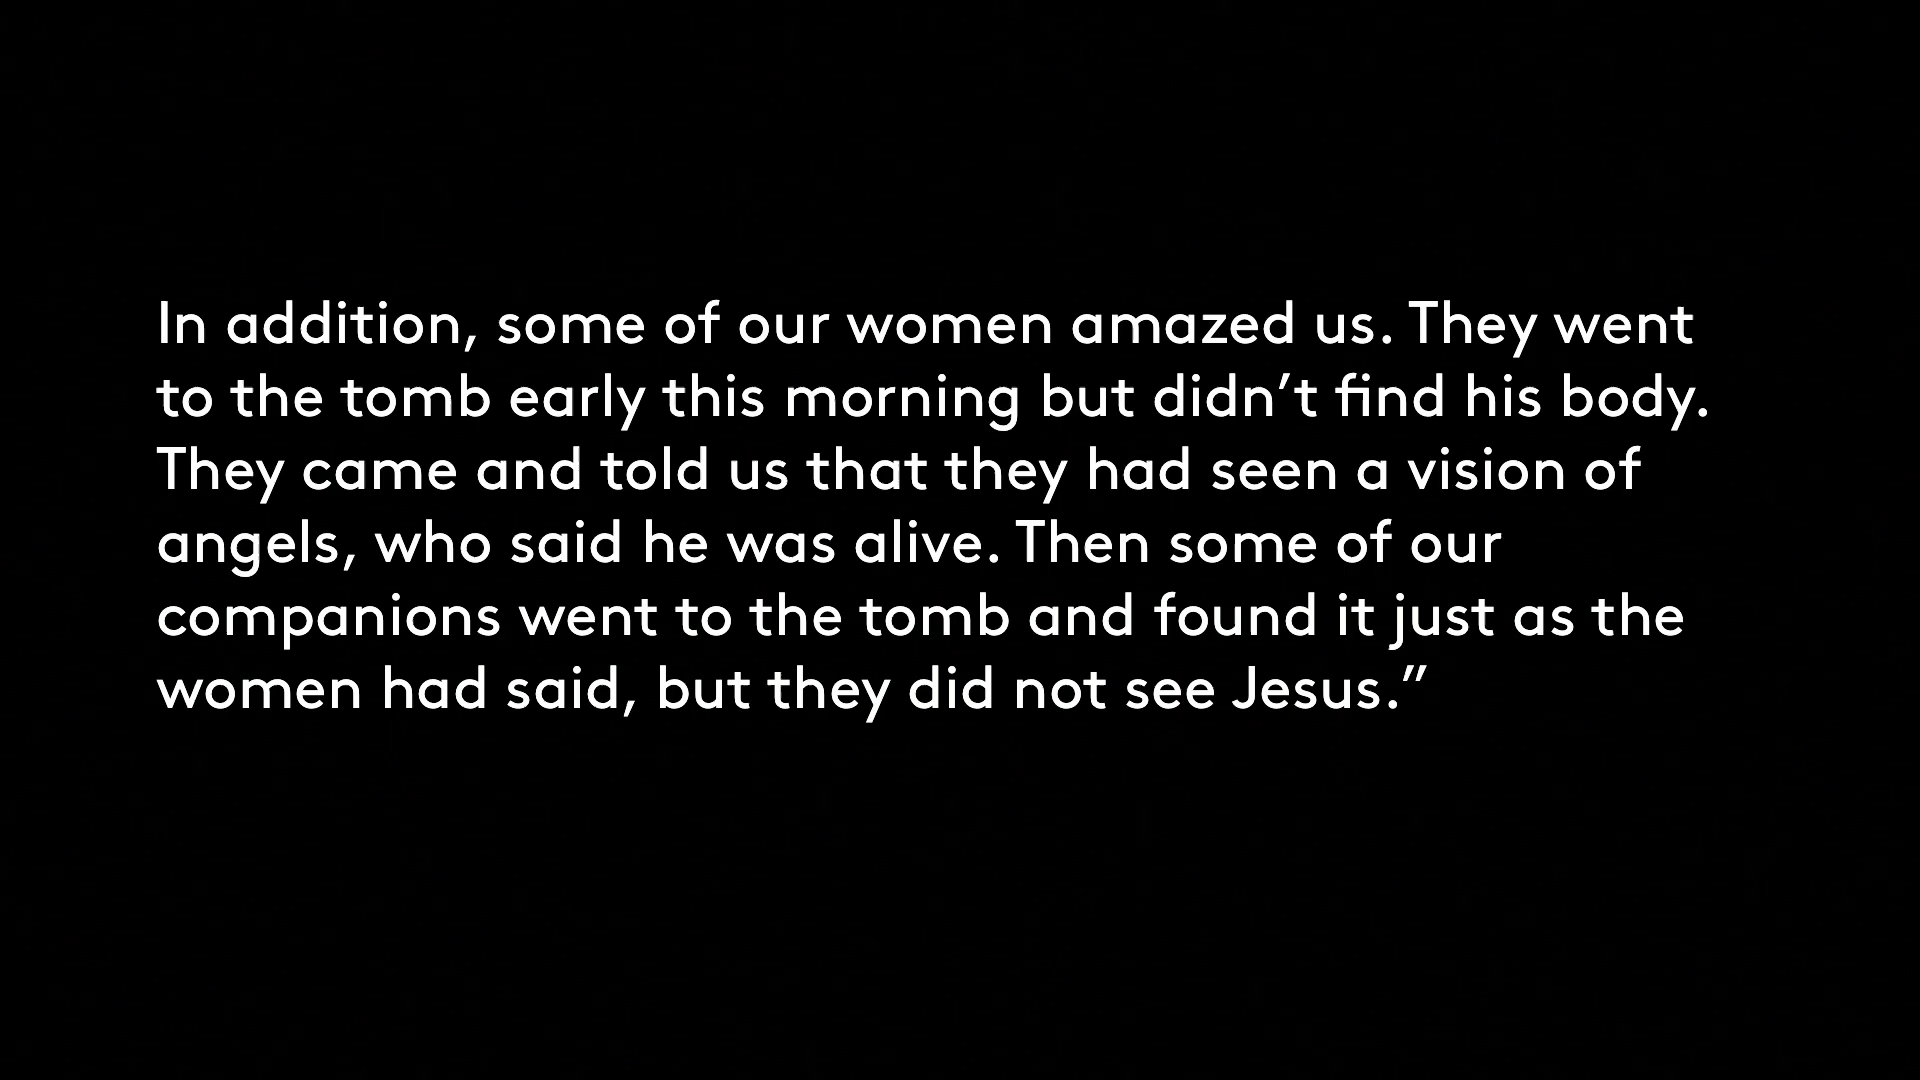 In addition, some of our women amazed us. They went
to the tomb early this morning but didn’t find his body.
They came and told us that they had seen a vision of
angels, who said he was alive. Then some of our
companions went to the tomb and found it just as the
women had said, but they did not see Jesus.”